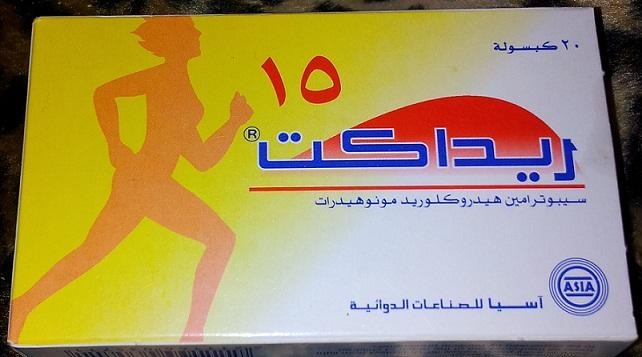 ٢٠ كبسولة
١٥
ريداكت®
سيبوترامين هيدروكلوريد مونوهيدرات
ASIA
آسيا للصناعات الدوائية